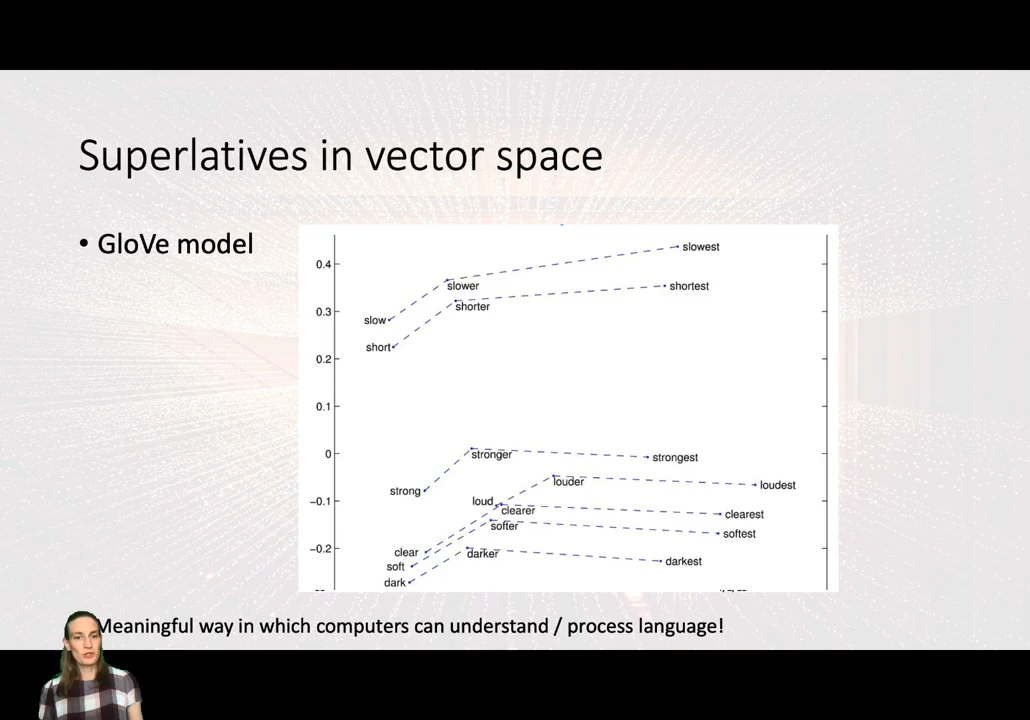 Superlatives in vector space
• GloVe model
0.4
0.3
0.2
0.1
0
−0.1
−0.2
slow
slower
slowest
short
shorter
shortest
strong
stronger
strongest
loud
louder
loudest
clear
clearer
clearest
soft
softer
softest
dark
darker
darkest
Meaningful way in which computers can understand / process language!